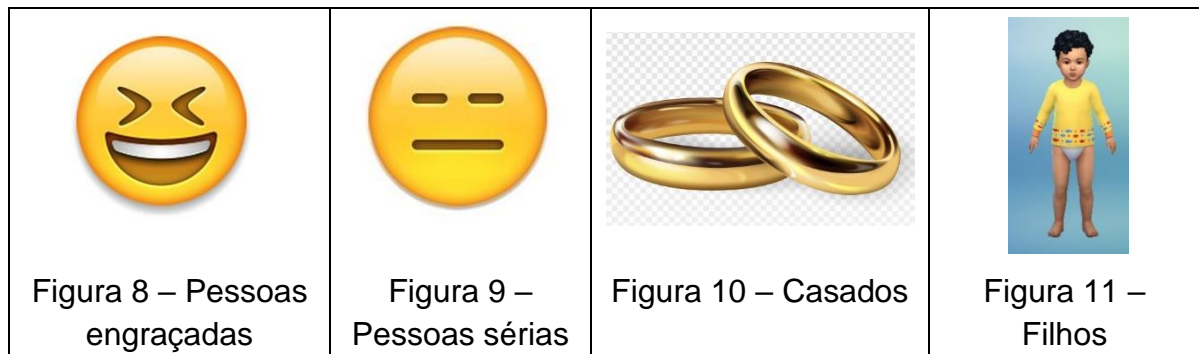 Figura 8 – Pessoas
engraçadas
Figura 9 –
Pessoas sérias
Figura 10 – Casados
Figura 11 –
Filhos